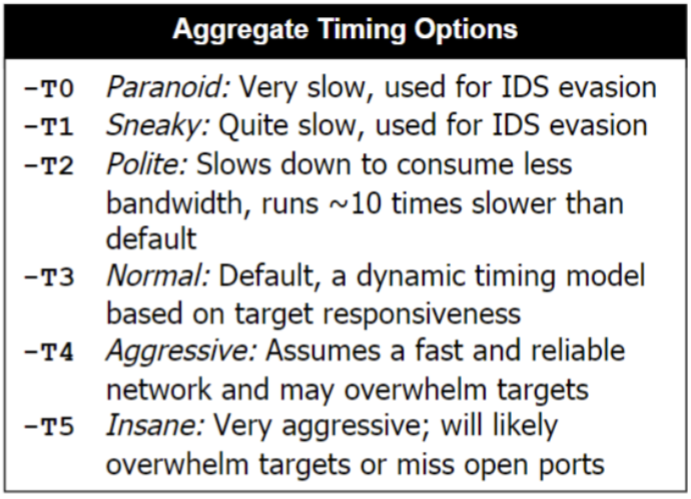 Aggregate Timing Options
-T0 Paranoid: Very slow, used for IDS evasion
-T1 Sneaky: Quite slow, used for IDS evasion
-T2 Polite: Slows down to consume less
bandwidth, runs ~10 times slower than
default
-T3 Normal: Default, a dynamic timing model
based on target responsiveness
-T4 Aggressive: Assumes a fast and reliable
network and may overwhelm targets
-T5 Insane: Very aggressive; will likely
overwhelm targets or miss open ports